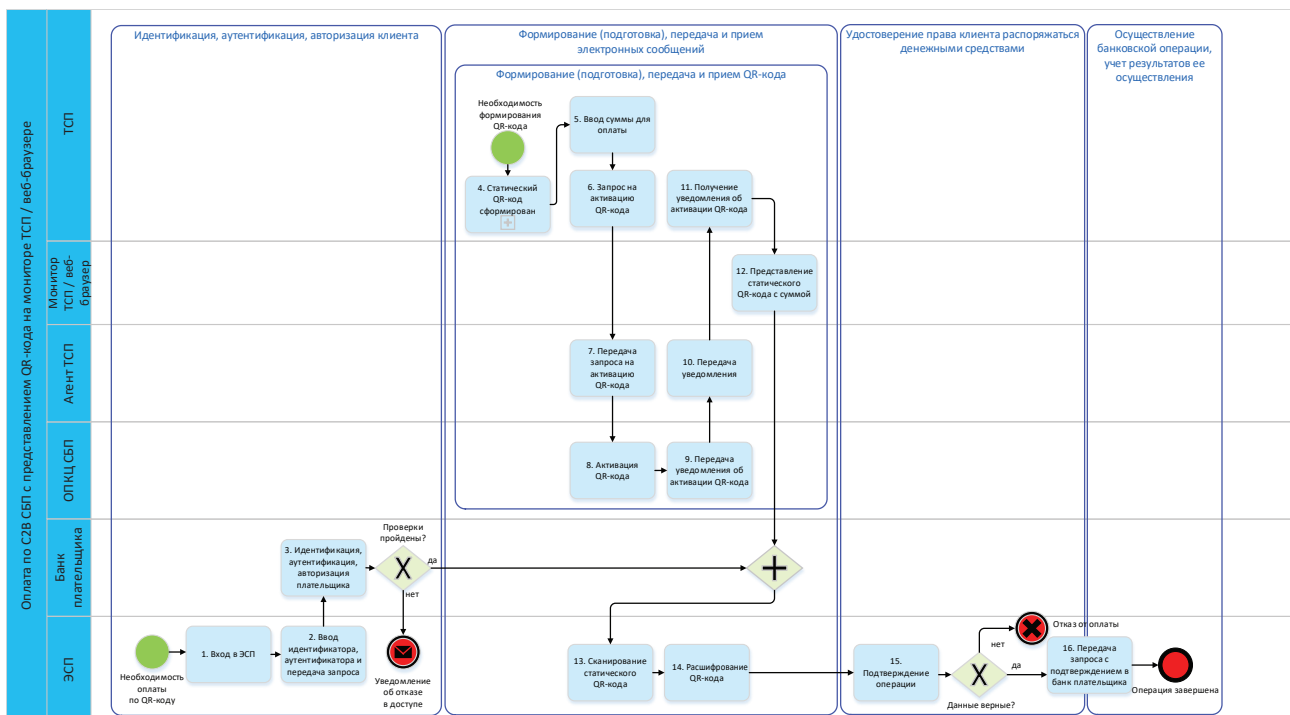 Оплата по С2В СБП с представлением QR-кода на мониторе ТСП / веб-браузере
ТСП
Монитор
ТСП / веб-
браузер
Агент ТСП
ОПКЦ СБП
Банк
плательщика
ЭСП
Идентификация, аутентификация, авторизация клиента
Формирование (подготовка), передача и прием
электронных сообщений
Удостоверение права клиента распоряжаться
денежными средствами
Осуществление
банковской операции,
учет результатов ее
осуществления
Формирование (подготовка), передача и прием QR-кода
Необходимость
формирования
QR-кода
4. Статический
QR-код
сформирован
5. Ввод суммы для
оплаты
6. Запрос на
активацию
QR-кода
11. Получение
уведомления об
активации QR-кода
12. Представление
статического
QR-кода с суммой
7. Передача
запроса на
активацию
QR-кода
10. Передача
уведомления
8. Активация
QR-кода
9. Передача
уведомления об
активации QR-кода
3. Идентификация,
аутентификация,
авторизация
плательщика
Проверки
пройдены?
да
нет
Необходимость
оплаты
по QR-коду
1. Вход в ЭСП
2. Ввод
идентификатора,
аутентификатора и
передача запроса
Уведомление
об отказе
в доступе
13. Сканирование
статического
QR-кода
14. Расшифрование
QR-кода
15.
Подтверждение
операции
Данные верные?
нет
да
Отказ от оплаты
16. Передача
запроса с
подтверждением в
банк плательщика
Операция завершена